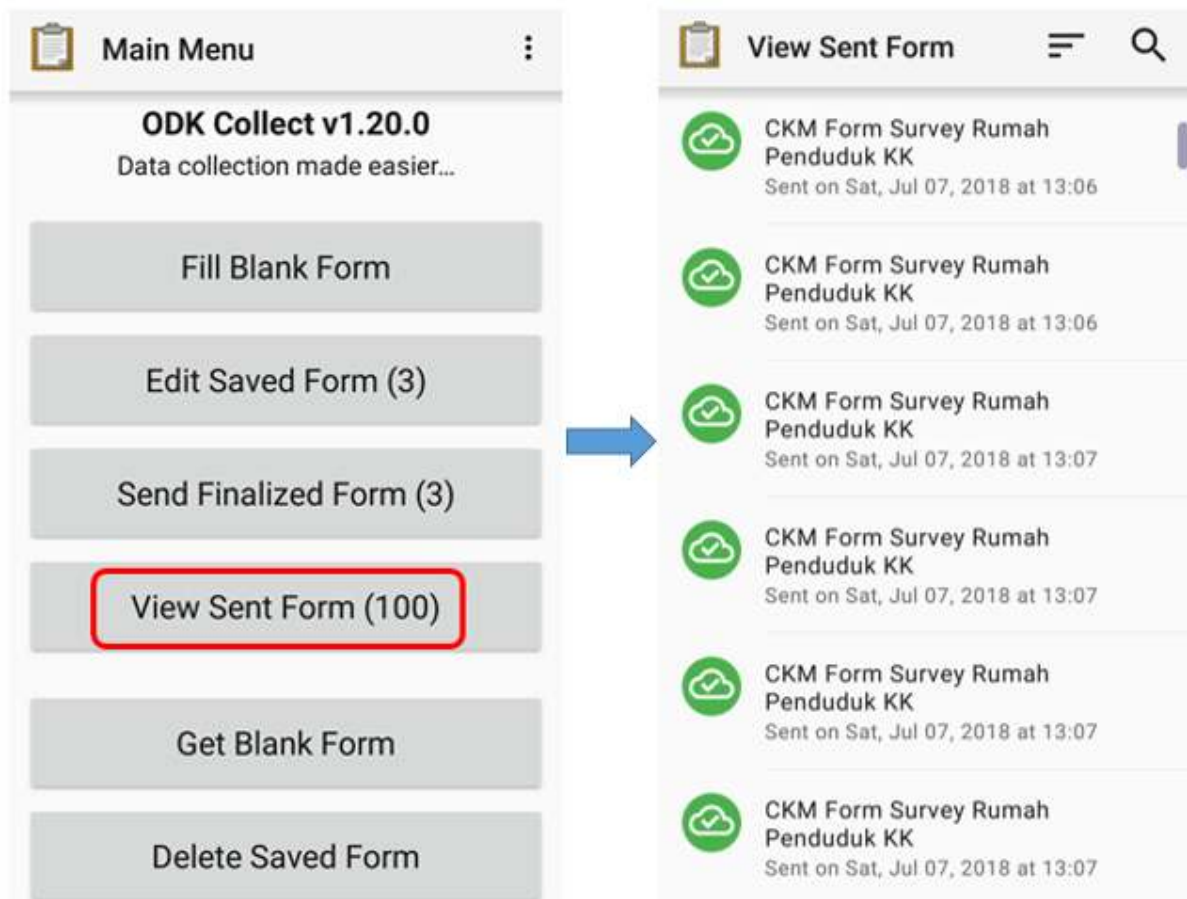 Main Menu
ODK Collect v1.20.0
Data collection made easier...
Fill Blank Form
Edit Saved Form (3)
Send Finalized Form (3)
View Sent Form (100)
Get Blank Form
Delete Saved Form
View Sent Form
CKM Form Survey Rumah
Penduduk KK
Sent on Sat, Jul 07, 2018 at 13:06
CKM Form Survey Rumah
Penduduk KK
Sent on Sat, Jul 07, 2018 at 13:06
CKM Form Survey Rumah
Penduduk KK
Sent on Sat, Jul 07, 2018 at 13:07
CKM Form Survey Rumah
Penduduk KK
Sent on Sat, Jul 07, 2018 at 13:07
CKM Form Survey Rumah
Penduduk KK
Sent on Sat, Jul 07, 2018 at 13:07
CKM Form Survey Rumah
Penduduk KK
Sent on Sat, Jul 07, 2018 at 13:07